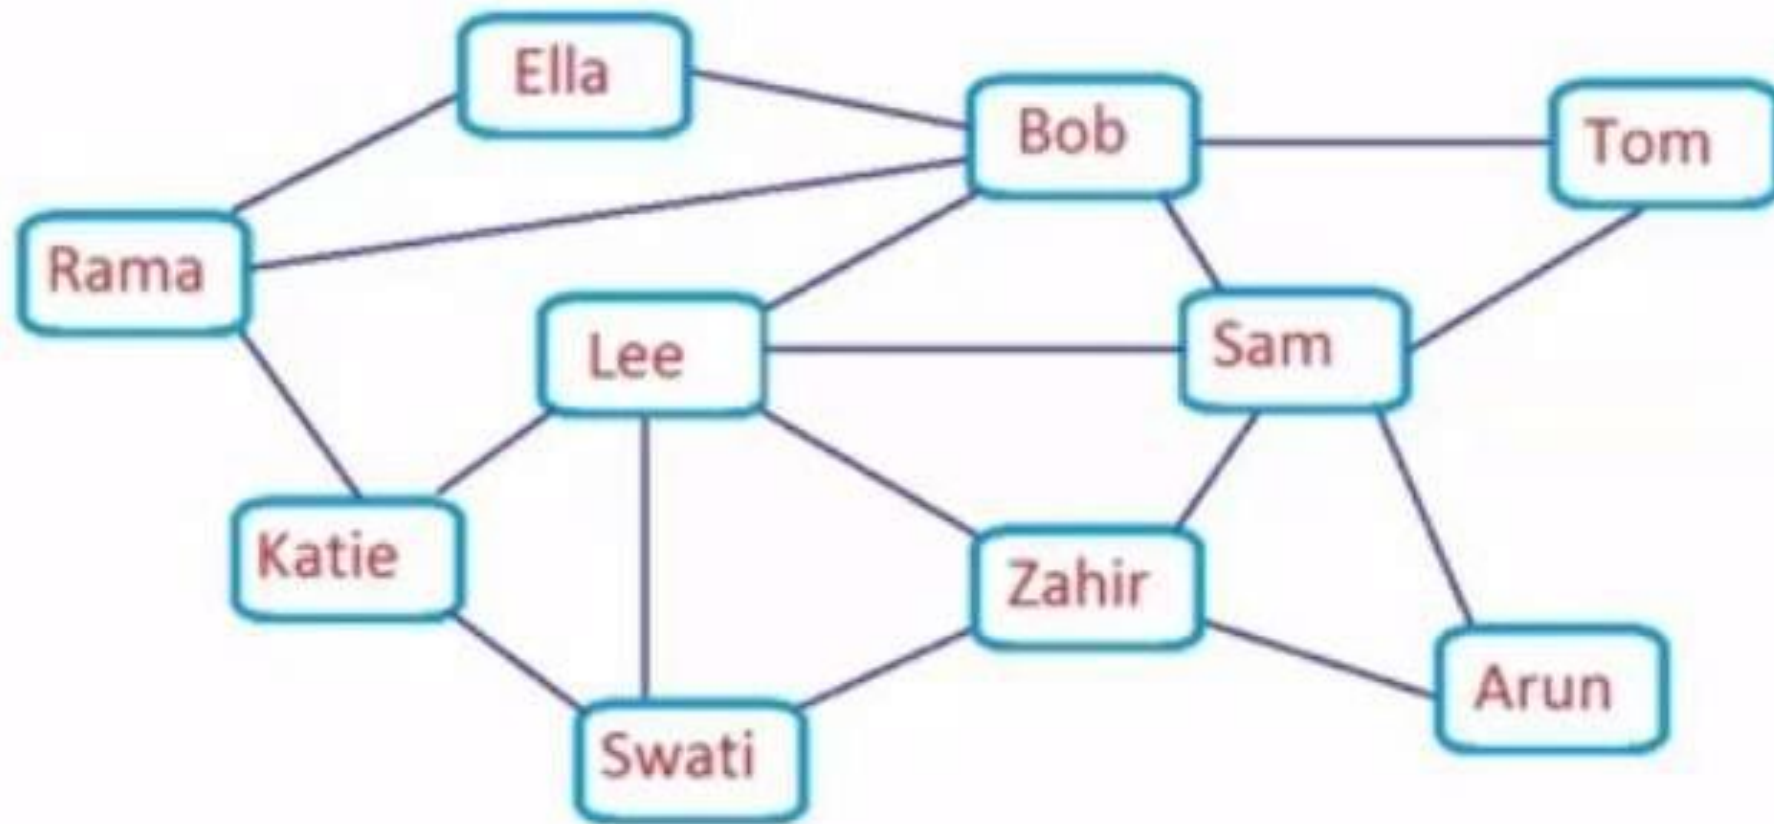 Ella
Bob
Tom
Rama
Lee
Sam
Katie
Zahir
Arun
Swati